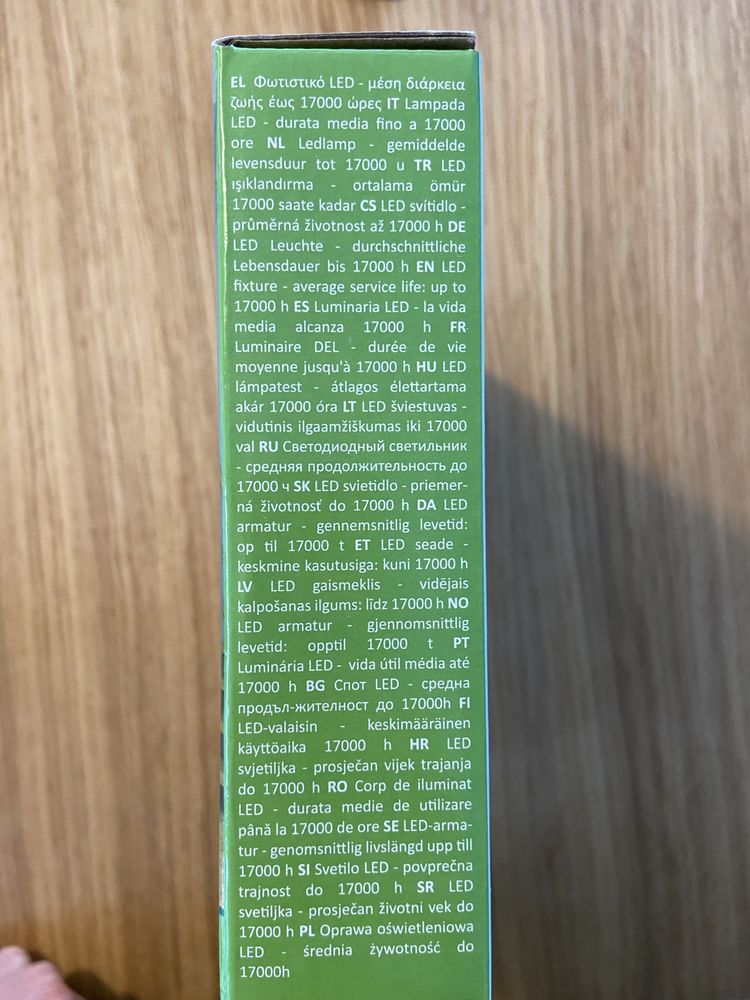 EL Φωτιστικό LED - μέση διάρκεια
ζωής έως 17000 ώρες IT Lampada
LED - durata media fino a 17000
ore NL Ledlamp - gemiddelde
levensduur tot 17000 u TR LED
ışıklandırma - ortalama ömür
17000 saate kadar CS LED svítidlo -
průměrná životnost až 17000 h DE
LED Leuchte - durchschnittliche
Lebensdauer bis 17000 h EN LED
fixture - average service life: up to
17000 h ES Luminaria LED - la vida
media alcanza 17000 h FR
Luminaire DEL - durée de vie
moyenne jusqu'à 17000 h HU LED
lámpatest - átlagos élettartama
akár 17000 óra LT LED šviestuvas -
vidutinis ilgaamžiškumas iki 17000
val RU Светодиодный светильник
- средняя продолжительность до
17000 ч SK LED svietidlo - priemer-
ná životnosť do 17000 h DA LED
armatur - gennemsnitlig levetid:
op til 17000 t ET LED seade -
keskmine kasutusiga: kuni 17000 h
LV LED gaismeklis - vidējais
kalpošanas ilgums: līdz 17000 h NO
LED armatur - gjennomsnittlig
levetid: opptil 17000 t PT
Luminária LED - vida útil média até
17000 h BG Спот LED - средна
продъл-жителност до 17000h FI
LED-valaisin - keskimääräinen
käyttöaika 17000 h HR LED
svjetiljka - prosječan vijek trajanja
do 17000 h RO Corp de iluminat
LED - durata medie de utilizare
până la 17000 de ore SE LED-arma-
tur - genomsnittlig livslängd upp till
17000 h SI Svetilo LED - povprečna
trajnost do 17000 h SR LED
svetiljka - prosječan životni vek do
17000 h PL Oprawa oświetleniowa
LED - średnia żywotność do
17000h